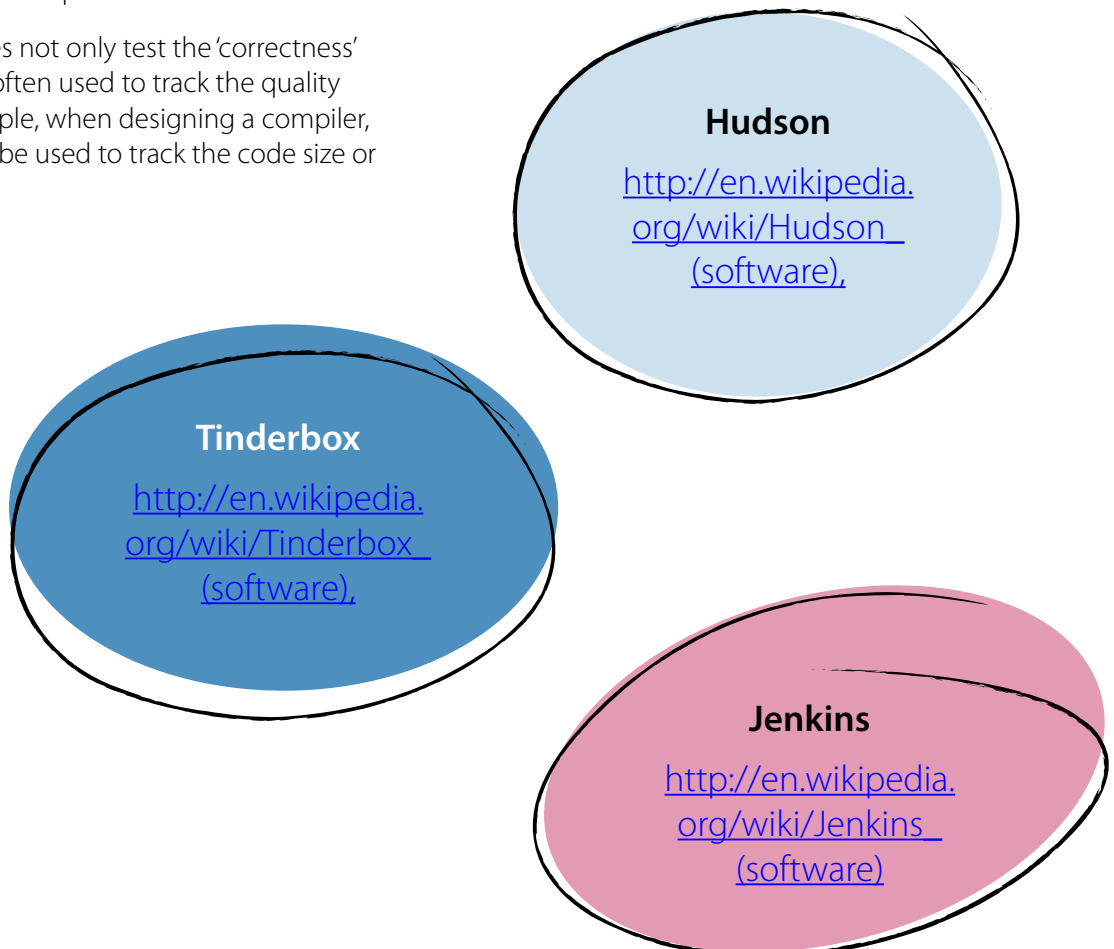 es not only test the ‘correctness’
often used to track the quality
ple, when designing a compiler,
be used to track the code size or
Hudson
http://en.wikipedia.
org/wiki/Hudson_
(software),
Tinderbox
http://en.wikipedia.
org/wiki/Tinderbox_
(software),
Jenkins
http://en.wikipedia.
org/wiki/Jenkins_
(software)